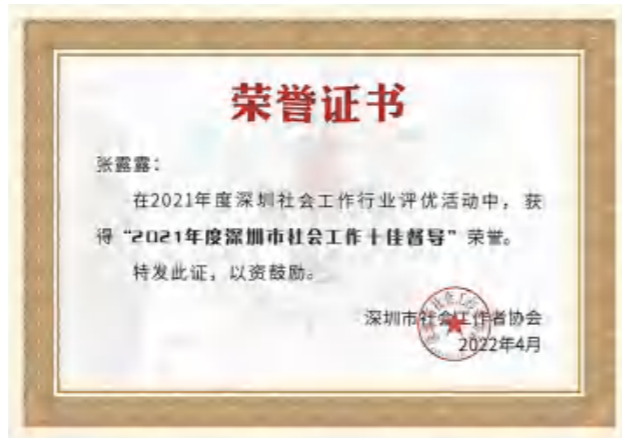 荣誉证书
张露露：
在2021年度深圳社会工作行业评优活动中，获
得“2021年度深圳市社会工作十佳督导”荣誉。
特发此证，以资鼓励。
深圳市社会工作者协会
2022年4月